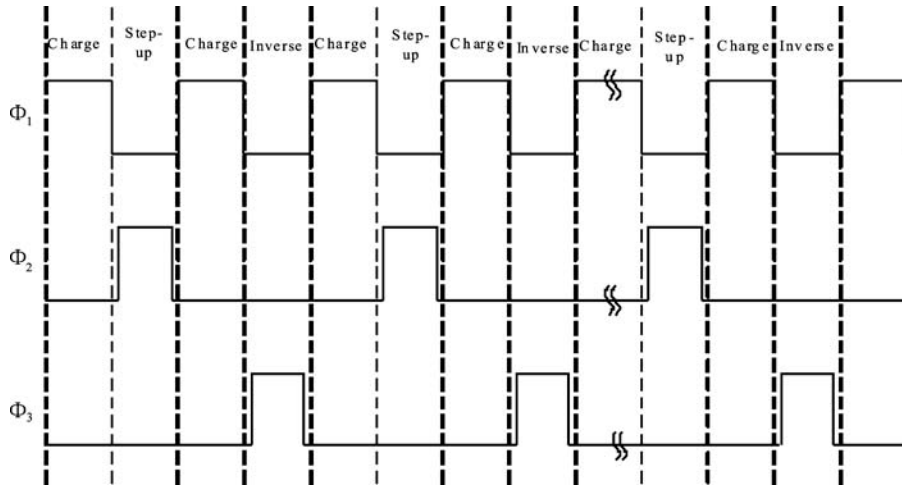 Charge
Step-
up
Charge
Inverse
Charge
Step-
up
Charge
Inverse
Charge
Step-
up
Charge
Inverse
Φ1
Φ2
Φ3